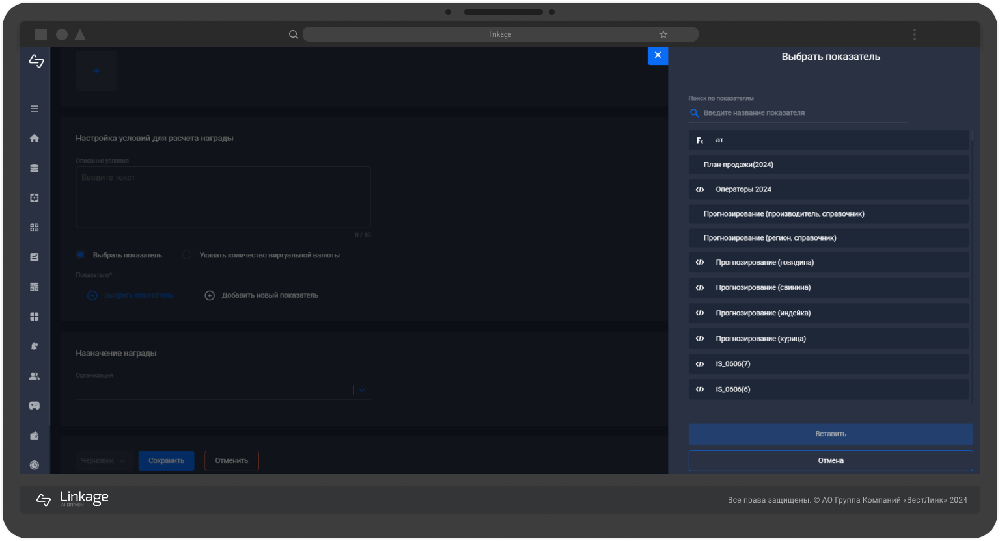 linkage
Выбрать показатель
Поиск по показателям
Введите название показателя
Fx ат
План-продажи(2024)
Операторы 2024
Прогнозирование (производитель, справочник)
Прогнозирование (регион, справочник)
Прогнозирование (говядина)
Прогнозирование (свинина)
Прогнозирование (индейка)
Прогнозирование (курица)
IS_0606(7)
IS_0606(6)
Вставить
Отмена
Настройка условий для расчета награды
Описание условия
Введите текст
0 / 10
Выбрать показатель Указать количество виртуальной валюты
Показатель*
Выбрать показатель Добавить новый показатель
Назначение награды
Организация
Черновик Сохранить Отменить
Linkage
AI DRIVEN
Все права защищены. © АО Группа Компаний «ВестЛинк» 2024